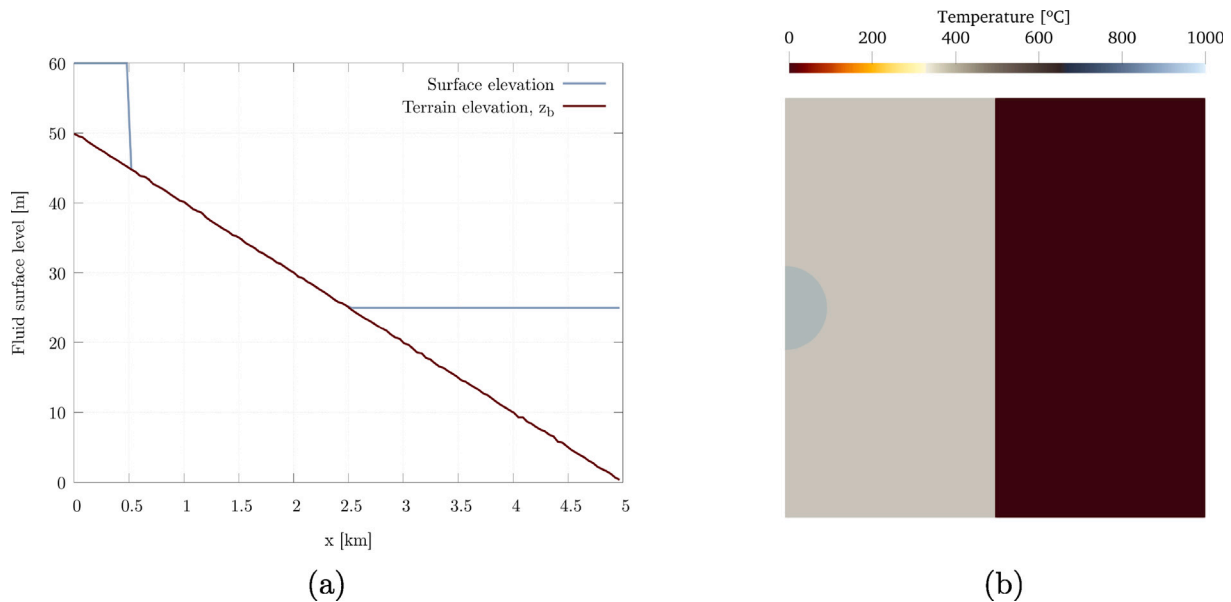 Temperature [ºC]
0 200 400 600 800 1000
60
50
40
30
20
10
0
Fluid surface level [m]
Surface elevation
Terrain elevation, z_b
0 0.5 1 1.5 2 2.5 3 3.5 4 4.5 5
x [km]
(a)
(b)